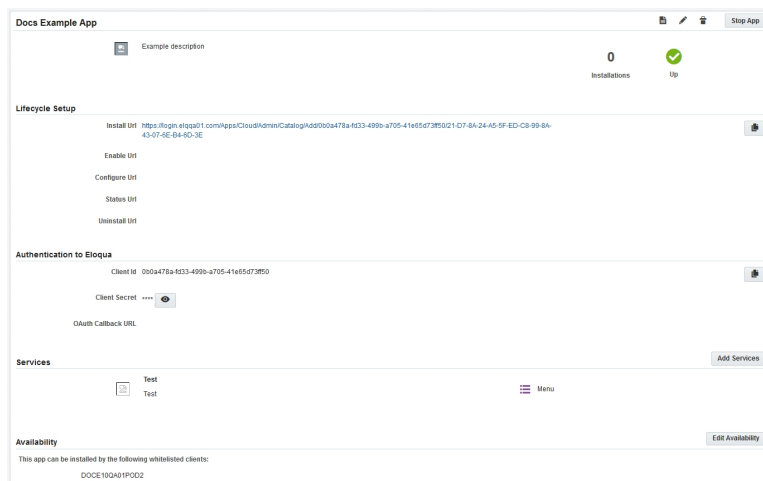 Docs Example App
Stop App
Example description
0
Installations
Up
Lifecycle Setup
Install Url https://login.elqqa01.com/Apps/Cloud/Admin/Catalog/Add/0b0a478a-fd33-499b-a705-41e65d73ff50/21-D7-8A-24-A5-5F-ED-C8-99-8A-
43-07-6E-B4-6D-3E
Enable Url
Configure Url
Status Url
Uninstall Url
Authentication to Eloqua
Client Id 0b0a478a-fd33-499b-a705-41e65d73ff50
Client Secret ••••
OAuth Callback URL
Services
Add Services
Test
Test
Menu
Availability
Edit Availability
This app can be installed by the following whitelisted clients:
DOCE10QA01POD2